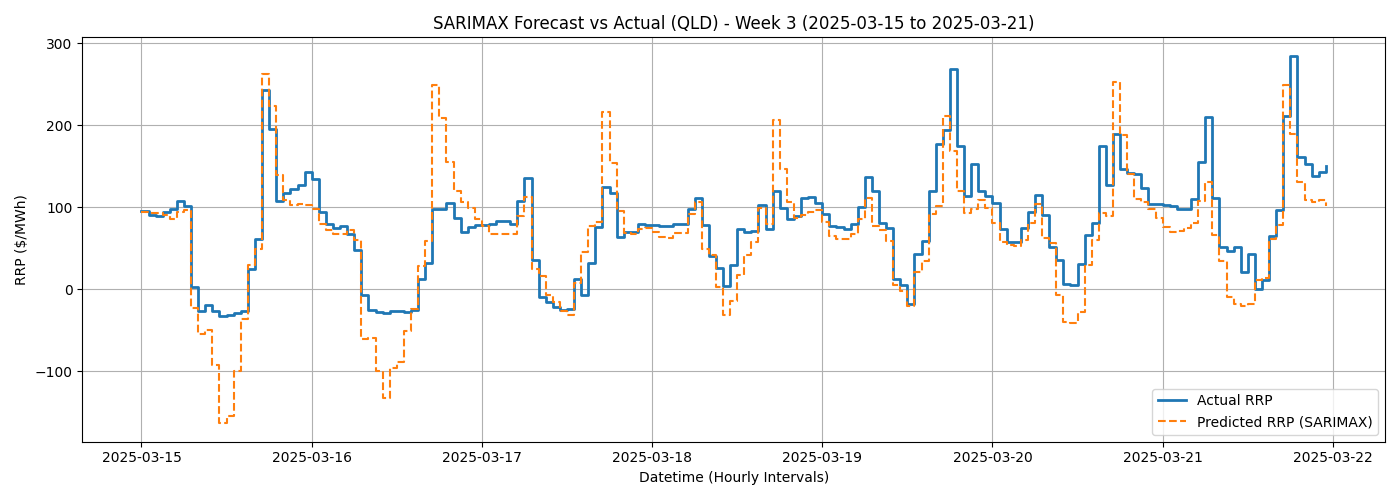 SARIMAX Forecast vs Actual (QLD) - Week 3 (2025-03-15 to 2025-03-21)
RRP ($/MWh)
300
200
100
0
−100
Actual RRP
Predicted RRP (SARIMAX)
2025-03-15
2025-03-16
2025-03-17
2025-03-18
2025-03-19
2025-03-20
2025-03-21
2025-03-22
Datetime (Hourly Intervals)